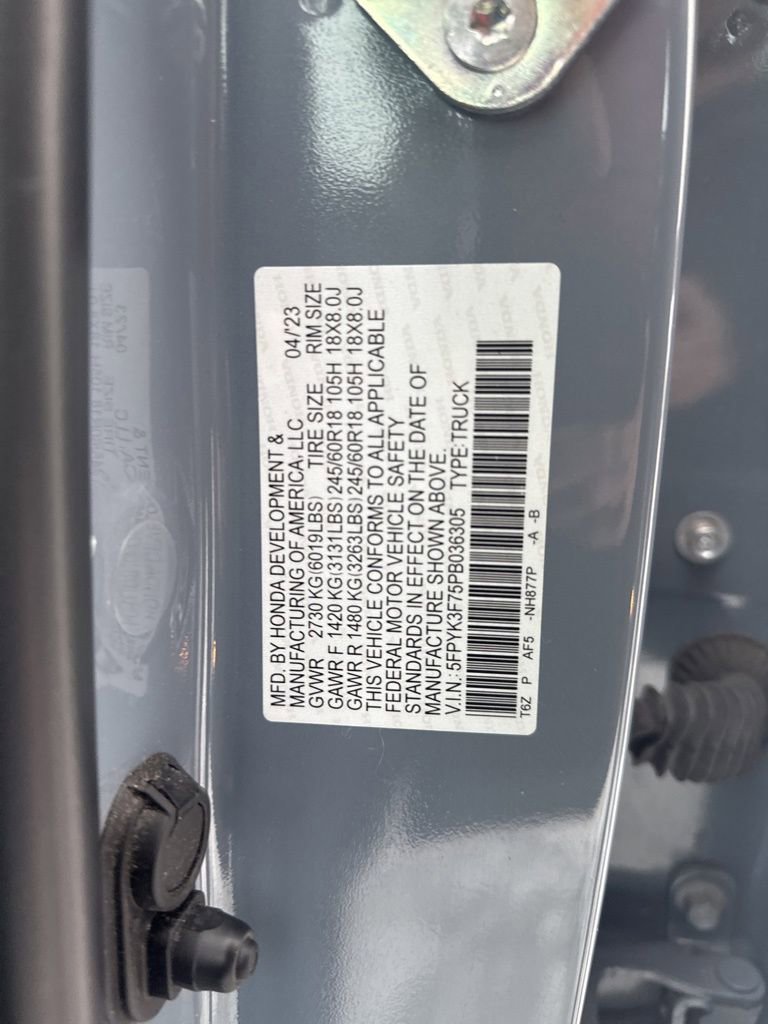 MFD. BY HONDA DEVELOPMENT &
MANUFACTURING OF AMERICA, LLC 04/'23
GVWR 2730 KG(6019LBS) TIRE SIZE RIM SIZE
GAWR F 1420 KG(3131LBS)245/60R18 105H 18X8.0J
GAWR R 1480 KG(3263LBS)245/60R18 105H 18X8.0J
THIS VEHICLE CONFORMS TO ALL APPLICABLE
FEDERAL MOTOR VEHICLE SAFETY
STANDARDS IN EFFECT ON THE DATE OF
MANUFACTURE SHOWN ABOVE.
V.I.N.:5FPYK3F75PB036305 TYPE:TRUCK
T6Z P AF5 -NH877P -A -B